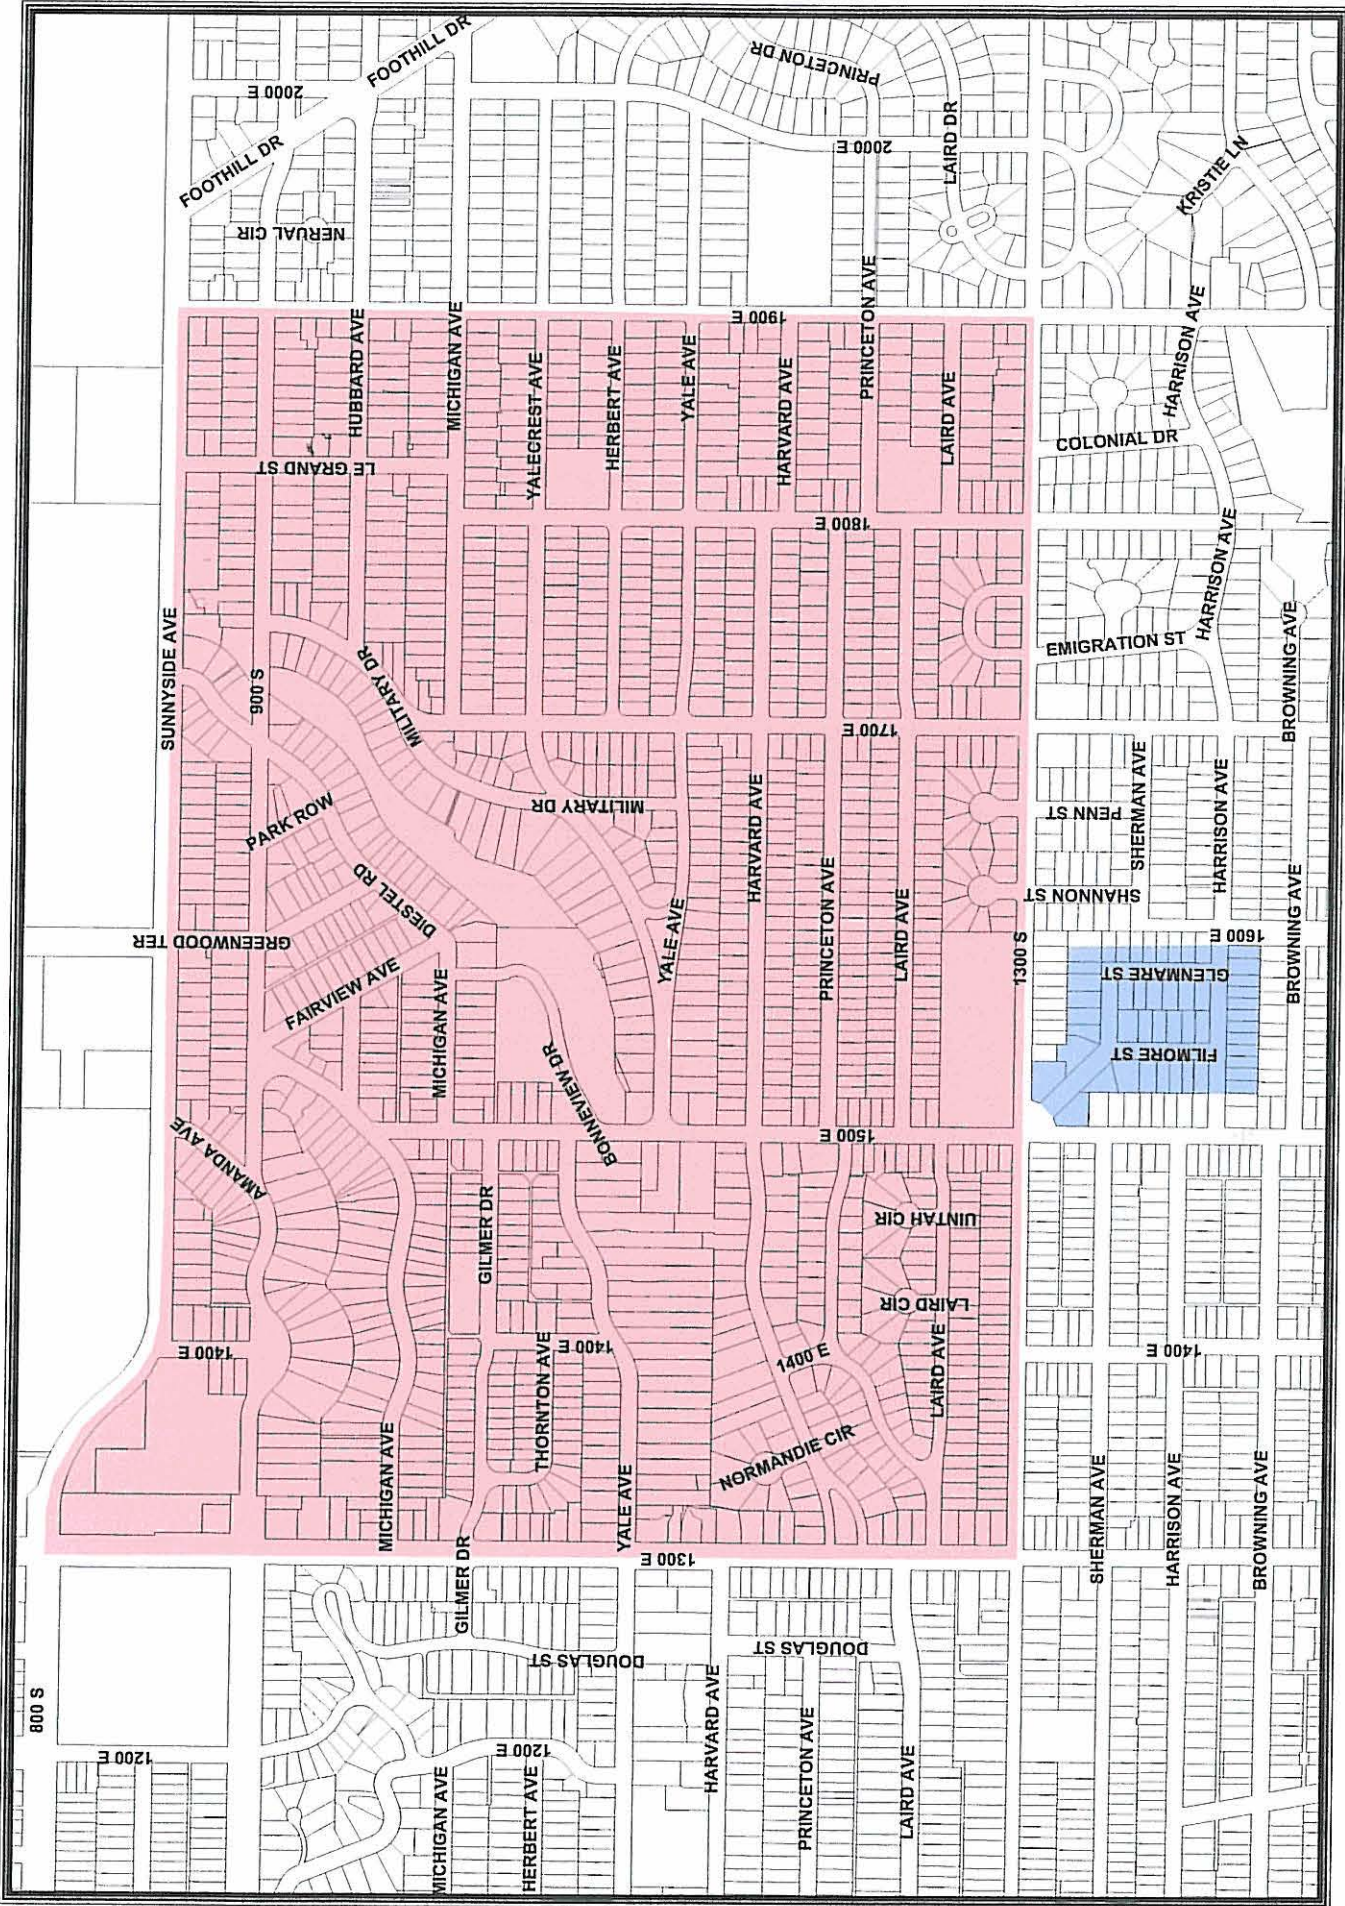 FOOTHILL DR
PRINCETON DR
2000 E
FOOTHILL DR
LAIRD DR
2000 E
KRISTIE LN
NERUAL CIR
1900 E
HUBBARD AVE
MICHIGAN AVE
YALECREST AVE
HERBERT AVE
YALE AVE
HARVARD AVE
PRINCETON AVE
LAIRD AVE
HARRISON AVE
COLONIAL DR
LE GRAND ST
1800 E
HARRISON AVE
SUNNYSIDE AVE
900 S
MILITARY DR
EMIGRATION ST
BROWNING AVE
1700 E
PARK ROW
MILITARY DR
HARVARD AVE
PENN ST
SHERMAN AVE
HARRISON AVE
DIESTEL RD
PRINCETON AVE
LAIRD AVE
SHANNON ST
GREENWOOD TER
YALE AVE
1300 S
1600 E
BROWNING AVE
FAIRVIEW AVE
MICHIGAN AVE
GLENMARE ST
FILMORE ST
BONNEVIEW DR
1500 E
AMANDA AVE
GILMER DR
UINTAH CIR
LAIRD CIR
1400 E
THORNTON AVE
1400 E
1400 E
LAIRD AVE
1400 E
MICHIGAN AVE
NORMANDIE CIR
YALE AVE
1300 E
SHERMAN AVE
HARRISON AVE
BROWNING AVE
GILMER DR
DOUGLAS ST
DOUGLAS ST
800 S
1200 E
1200 E
HARVARD AVE
PRINCETON AVE
LAIRD AVE
MICHIGAN AVE
HERBERT AVE